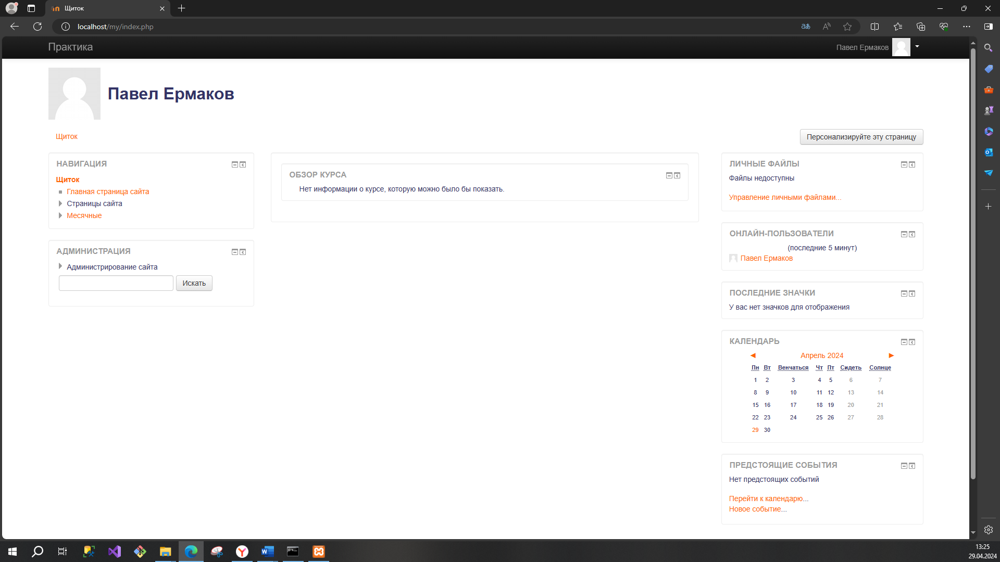 Щиток
localhost/my/index.php
Практика
Павел Ермаков
Павел Ермаков
Щиток
Персонализируйте эту страницу
НАВИГАЦИЯ
Щиток
Главная страница сайта
Страницы сайта
Месячные
АДМИНИСТРАЦИЯ
Администрирование сайта
Искать
ОБЗОР КУРСА
Нет информации о курсе, которую можно было бы показать.
ЛИЧНЫЕ ФАЙЛЫ
Файлы недоступны
Управление личными файлами...
ОНЛАЙН-ПОЛЬЗОВАТЕЛИ
(последние 5 минут)
Павел Ермаков
ПОСЛЕДНИЕ ЗНАЧКИ
У вас нет значков для отображения
КАЛЕНДАРЬ
◄ Апрель 2024 ►
Пн Вт Венчаться Чт Пт Сидеть Солнце
1 2 3 4 5 6 7
8 9 10 11 12 13 14
15 16 17 18 19 20 21
22 23 24 25 26 27 28
29 30
ПРЕДСТОЯЩИЕ СОБЫТИЯ
Нет предстоящих событий
Перейти к календарю...
Новое событие...
13:25
29.04.2024